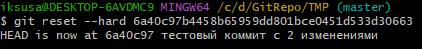 iksusa@DESKTOP-6AVDMC9 MINGW64 /c/d/GitRepo/TMP (master)
$ git reset --hard 6a40c97b4458b65959dd801bce0451d533d30663
HEAD is now at 6a40c97 тестовый коммит с 2 изменениями